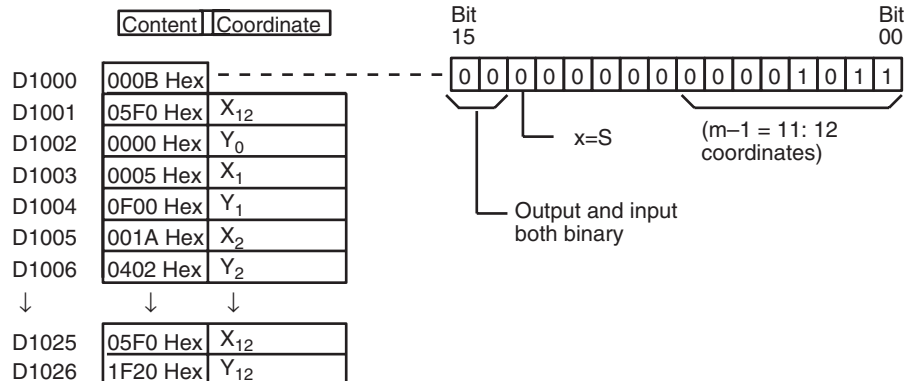 Content Coordinate
Bit 15 Bit 00
D1000 000B Hex 0 0 0 0 0 0 0 0 0 0 0 0 1 0 1 1
D1001 05F0 Hex X12
D1002 0000 Hex Y0
D1003 0005 Hex X1
D1004 0F00 Hex Y1
D1005 001A Hex X2
D1006 0402 Hex Y2
↓ ↓ ↓
D1025 05F0 Hex X12
D1026 1F20 Hex Y12
x=S
(m–1 = 11: 12
coordinates)
Output and input
both binary